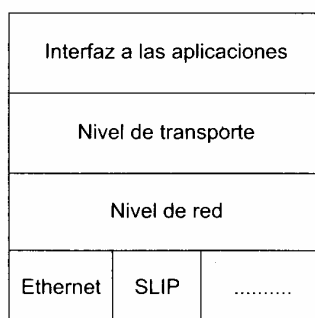 Interfaz a las aplicaciones
Nivel de transporte
Nivel de red
Ethernet SLIP ..........